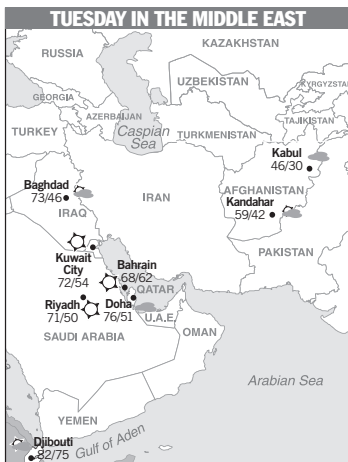 TUESDAY IN THE MIDDLE EAST
RUSSIA
KAZAKHSTAN
UZBEKISTAN
KYRGYZSTAN
GEORGIA
AZERBAIJAN
TAJIKISTAN
TURKEY
Caspian
Sea
TURKMENISTAN
Kabul
46/30
Baghdad
73/46
IRAQ
IRAN
AFGHANISTAN
Kandahar
59/42
Kuwait
City
72/54
PAKISTAN
Bahrain
68/62
QATAR
Riyadh
71/50
Doha
76/51
U.A.E.
SAUDI ARABIA
OMAN
Arabian Sea
YEMEN
Djibouti
82/75
Gulf of Aden